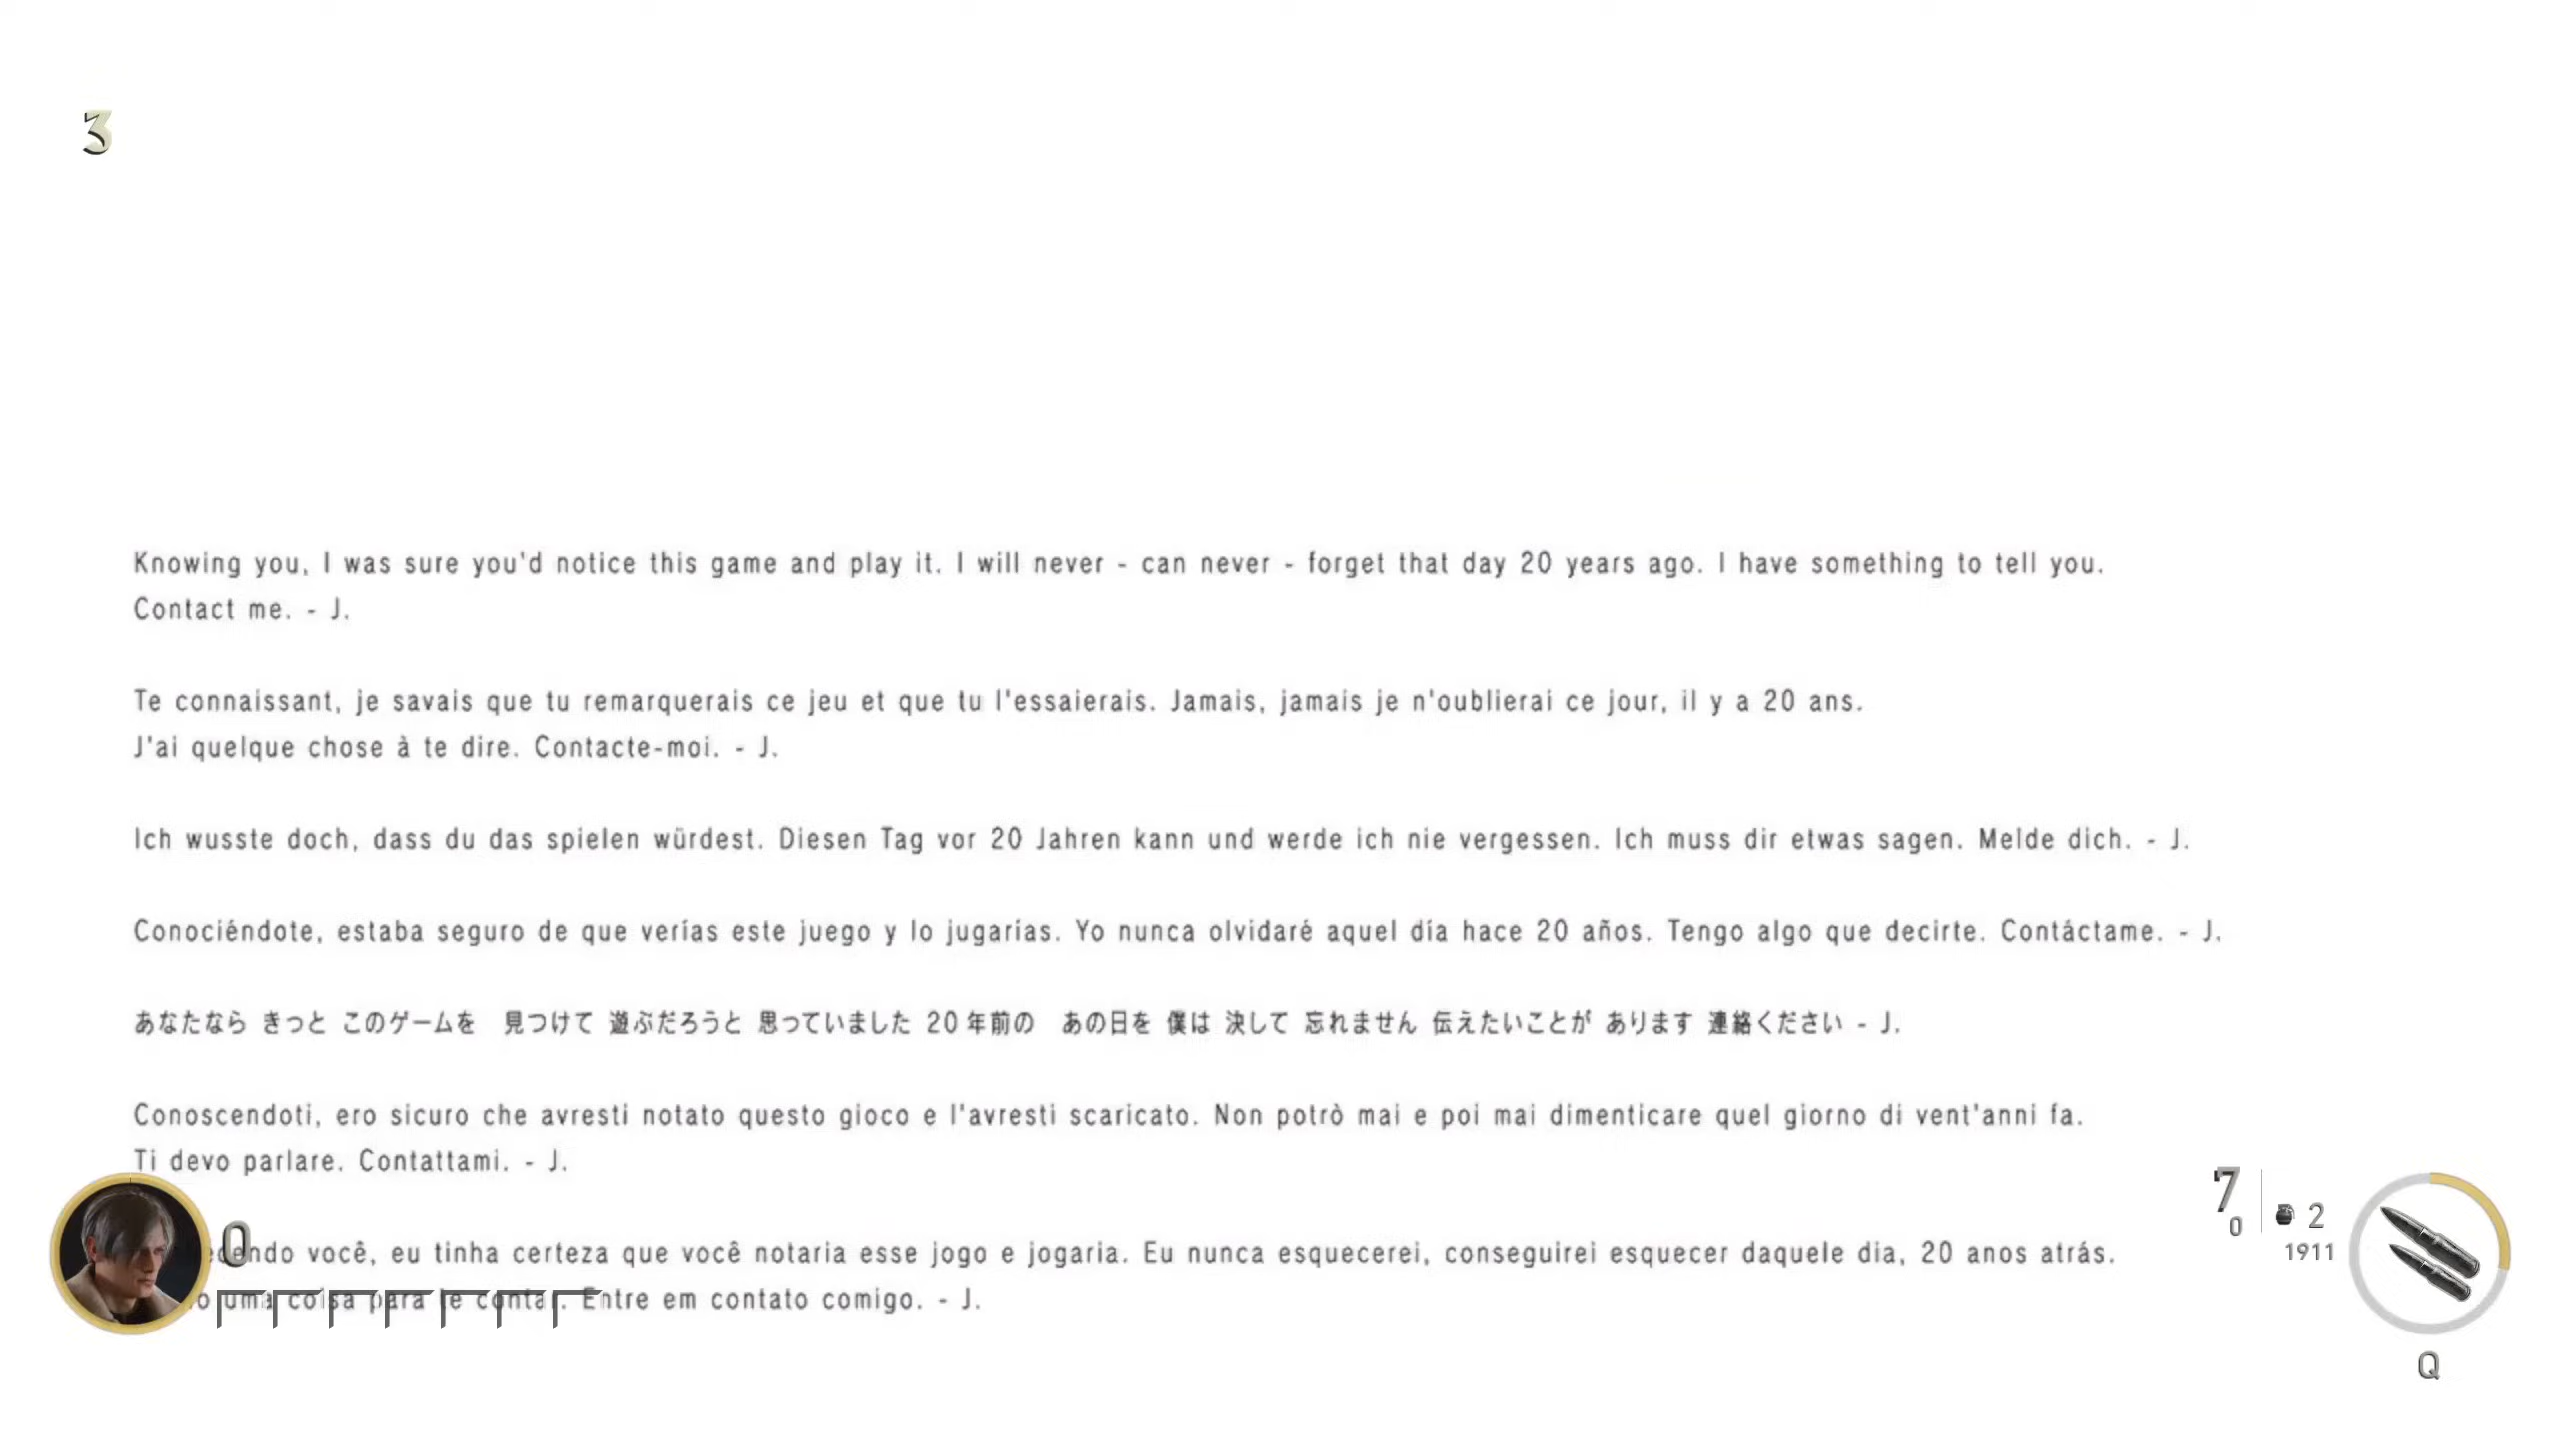 3
Knowing you, I was sure you'd notice this game and play it. I will never - can never - forget that day 20 years ago. I have something to tell you.
Contact me. - J.
Te connaissant, je savais que tu remarquerais ce jeu et que tu l'essaierais. Jamais, jamais je n'oublierai ce jour, il y a 20 ans.
J'ai quelque chose à te dire. Contacte-moi. - J.
Ich wusste doch, dass du das spielen würdest. Diesen Tag vor 20 Jahren kann und werde ich nie vergessen. Ich muss dir etwas sagen. Melde dich. - J.
Conociéndote, estaba seguro de que verías este juego y lo jugarías. Yo nunca olvidaré aquel día hace 20 años. Tengo algo que decirte. Contáctame. - J.
あなたなら きっと このゲームを　見つけて 遊ぶだろうと 思っていました 20年前の　あの日を 僕は 決して 忘れません 伝えたいことが あります 連絡ください - J.
Conoscendoti, ero sicuro che avresti notato questo gioco e l'avresti scaricato. Non potrò mai e poi mai dimenticare quel giorno di vent'anni fa.
Ti devo parlare. Contattami. - J.
você, eu tinha certeza que você notaria esse jogo e jogaria. Eu nunca esquecerei, conseguirei esquecer daquele dia, 20 anos atrás.
uma coisa para te contar. Entre em contato comigo. - J.
0
7
0
2
1911
Q